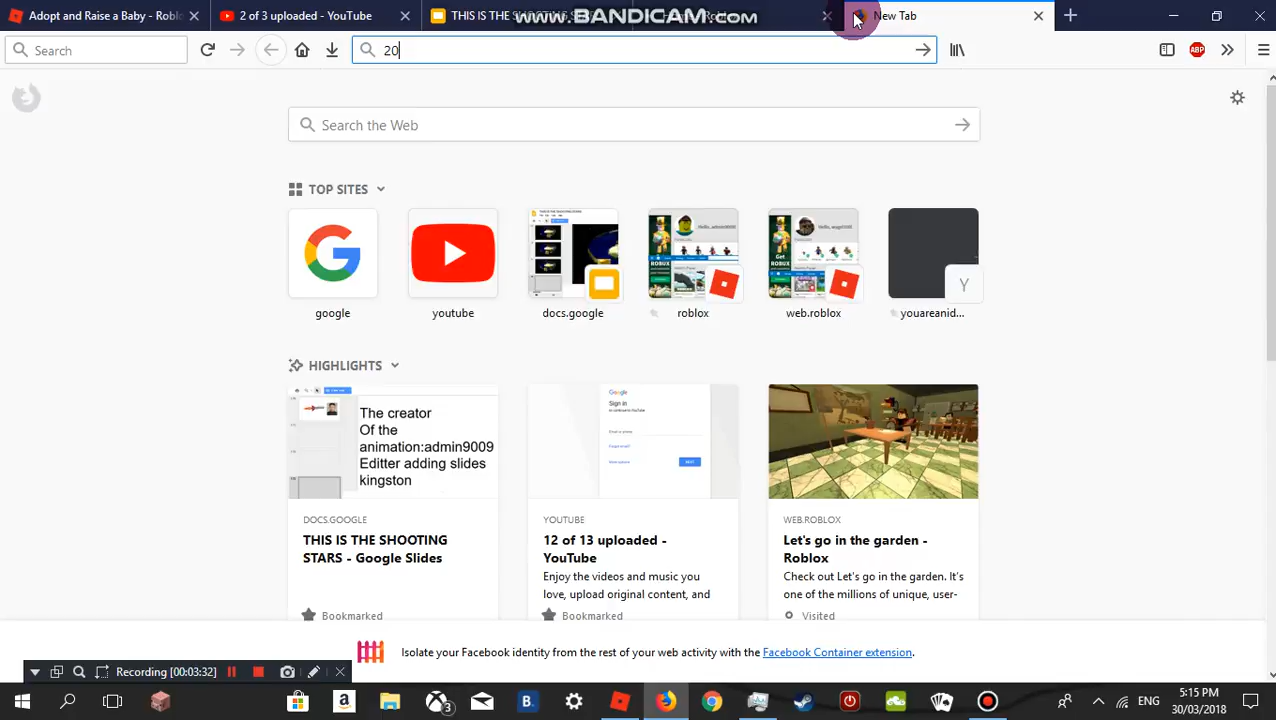 Adopt and Raise a Baby - Roblo
2 of 3 uploaded - YouTube
THIS IS THE SHOOTING
www.BANDICAM.com
New Tab
Search
20
Search the Web
TOP SITES
google
youtube
docs.google
roblox
web.roblox
Y
youareanid...
HIGHLIGHTS
The creator
Of the
animation:admin9009
Editter adding slides
kingston
Google
Sign in
DOCS.GOOGLE
THIS IS THE SHOOTING
STARS - Google Slides
Bookmarked
YOUTUBE
12 of 13 uploaded -
YouTube
Enjoy the videos and music you
love, upload original content, and
Bookmarked
WEB.ROBLOX
Let's go in the garden -
Roblox
Check out Let's go in the garden. It's
one of the millions of unique, user-
Visited
Isolate your Facebook identity from the rest of your web activity with the Facebook Container extension.
Recording [00:03:32]
ENG
5:15 PM
30/03/2018